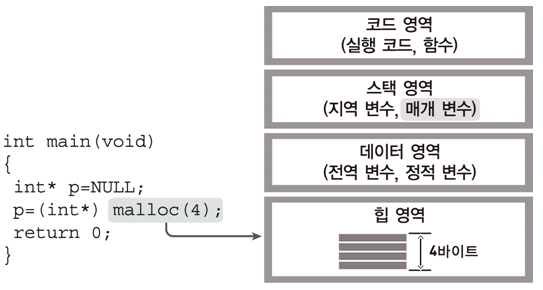 코드 영역
(실행 코드, 함수)
스택 영역
(지역 변수, 매개 변수)
데이터 영역
(전역 변수, 정적 변수)
힙 영역
4바이트
int main(void)
{
int* p=NULL;
p=(int*) malloc(4);
return 0;
}